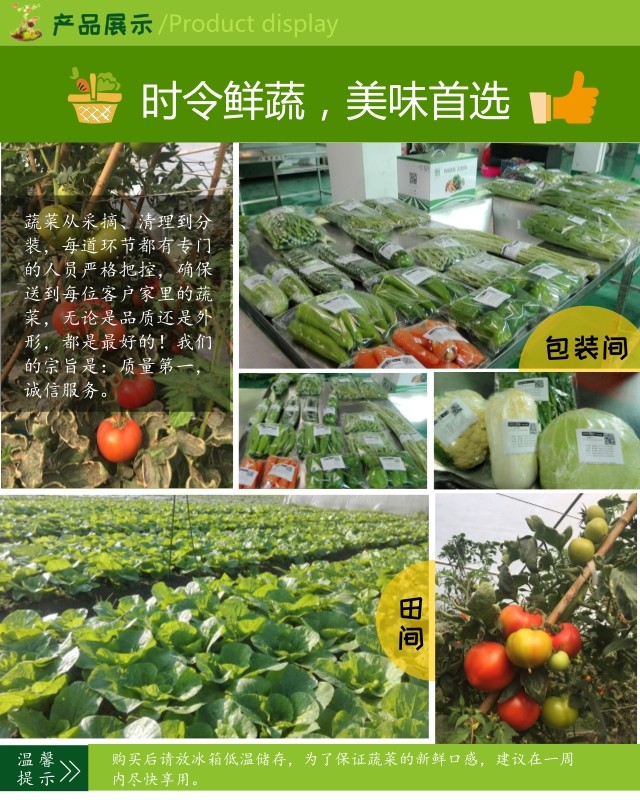 产品展示/Product display
时令鲜蔬，美味首选
蔬菜从采摘、清理到分
装，每道环节都有专门
的人员严格把控，确保
送到每位客户家里的蔬
菜，无论是品质还是外
形，都是最好的！我们
的宗旨是：质量第一，
诚信服务。
包装间
田
间
温馨
提示
购买后请放冰箱低温储存，为了保证蔬菜的新鲜口感，建议在一周
内尽快享用。